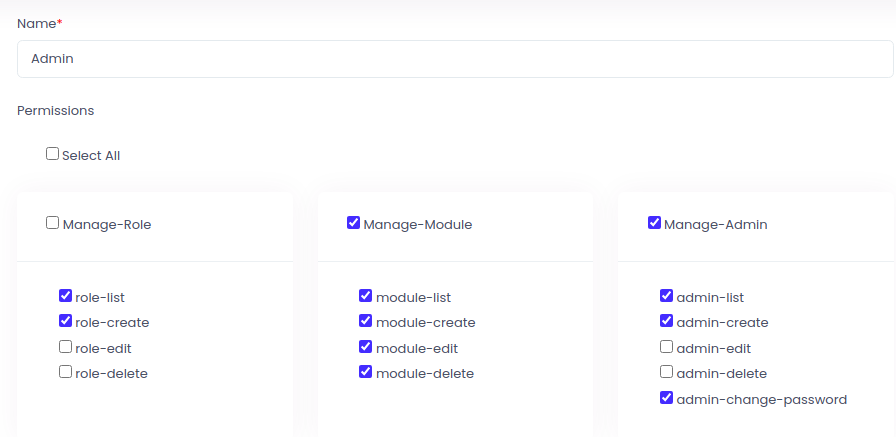 Name*
Admin
Permissions
Select All
Manage-Role
role-list
role-create
role-edit
role-delete
Manage-Module
module-list
module-create
module-edit
module-delete
Manage-Admin
admin-list
admin-create
admin-edit
admin-delete
admin-change-password